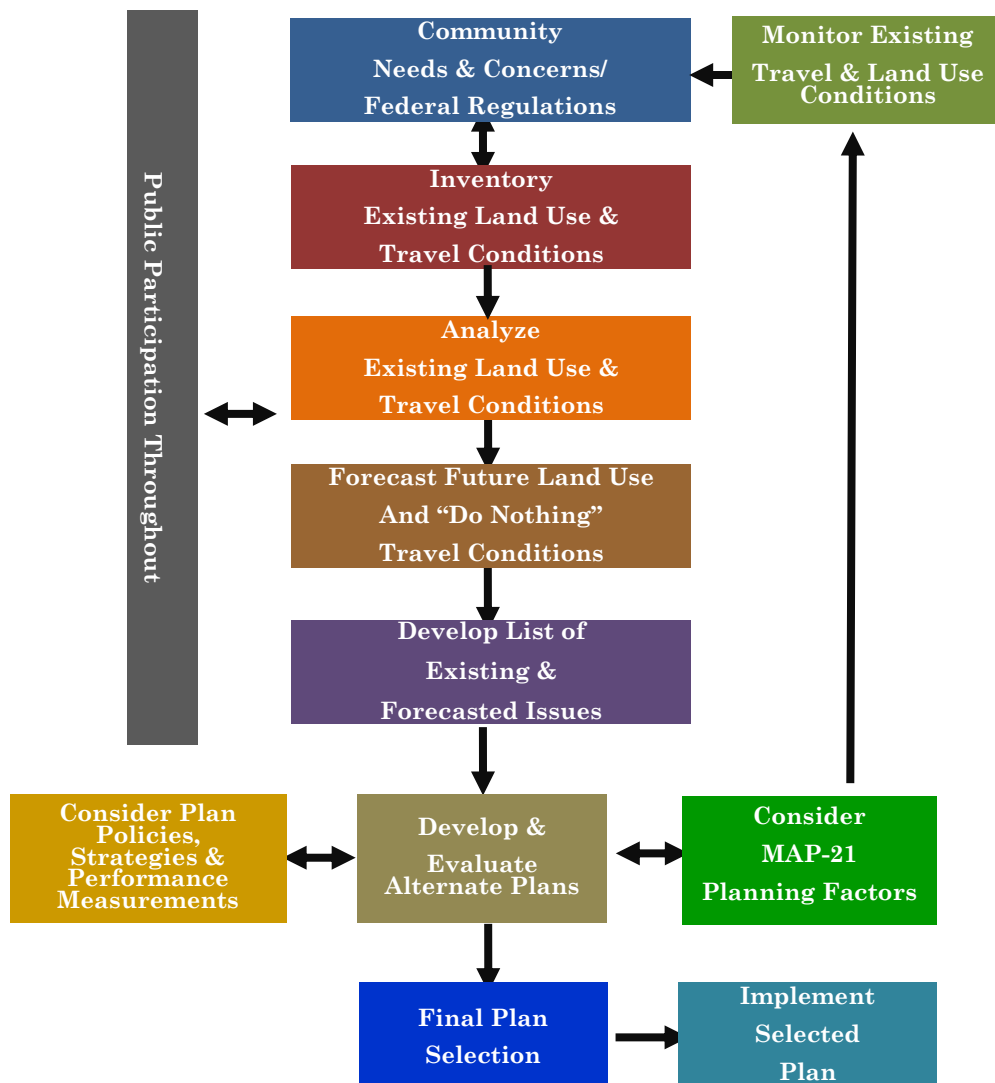 Community
Needs & Concerns/
Federal Regulations
Monitor Existing
Travel & Land Use
Conditions
Public Participation Throughout
Inventory
Existing Land Use &
Travel Conditions
Analyze
Existing Land Use &
Travel Conditions
Forecast Future Land Use
And “Do Nothing”
Travel Conditions
Develop List of
Existing &
Forecasted Issues
Consider Plan
Policies,
Strategies &
Performance
Measurements
Develop &
Evaluate
Alternate Plans
Consider
MAP-21
Planning Factors
Final Plan
Selection
Implement
Selected
Plan